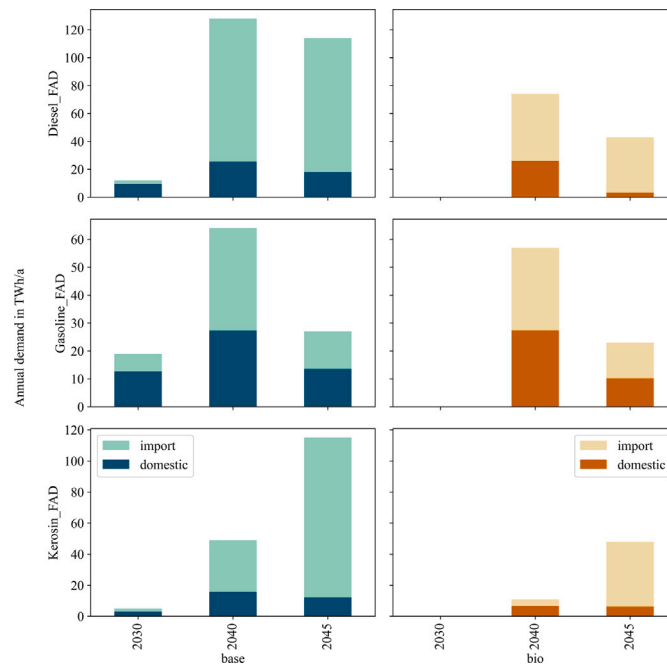 Annual demand in TWh/a
Diesel_FAD
120
100
80
60
40
20
0
Gasoline_FAD
60
50
40
30
20
10
0
Kerosin_FAD
120
100
80
60
40
20
0
import
domestic
import
domestic
2030
2040
2045
2030
2040
2045
base
bio